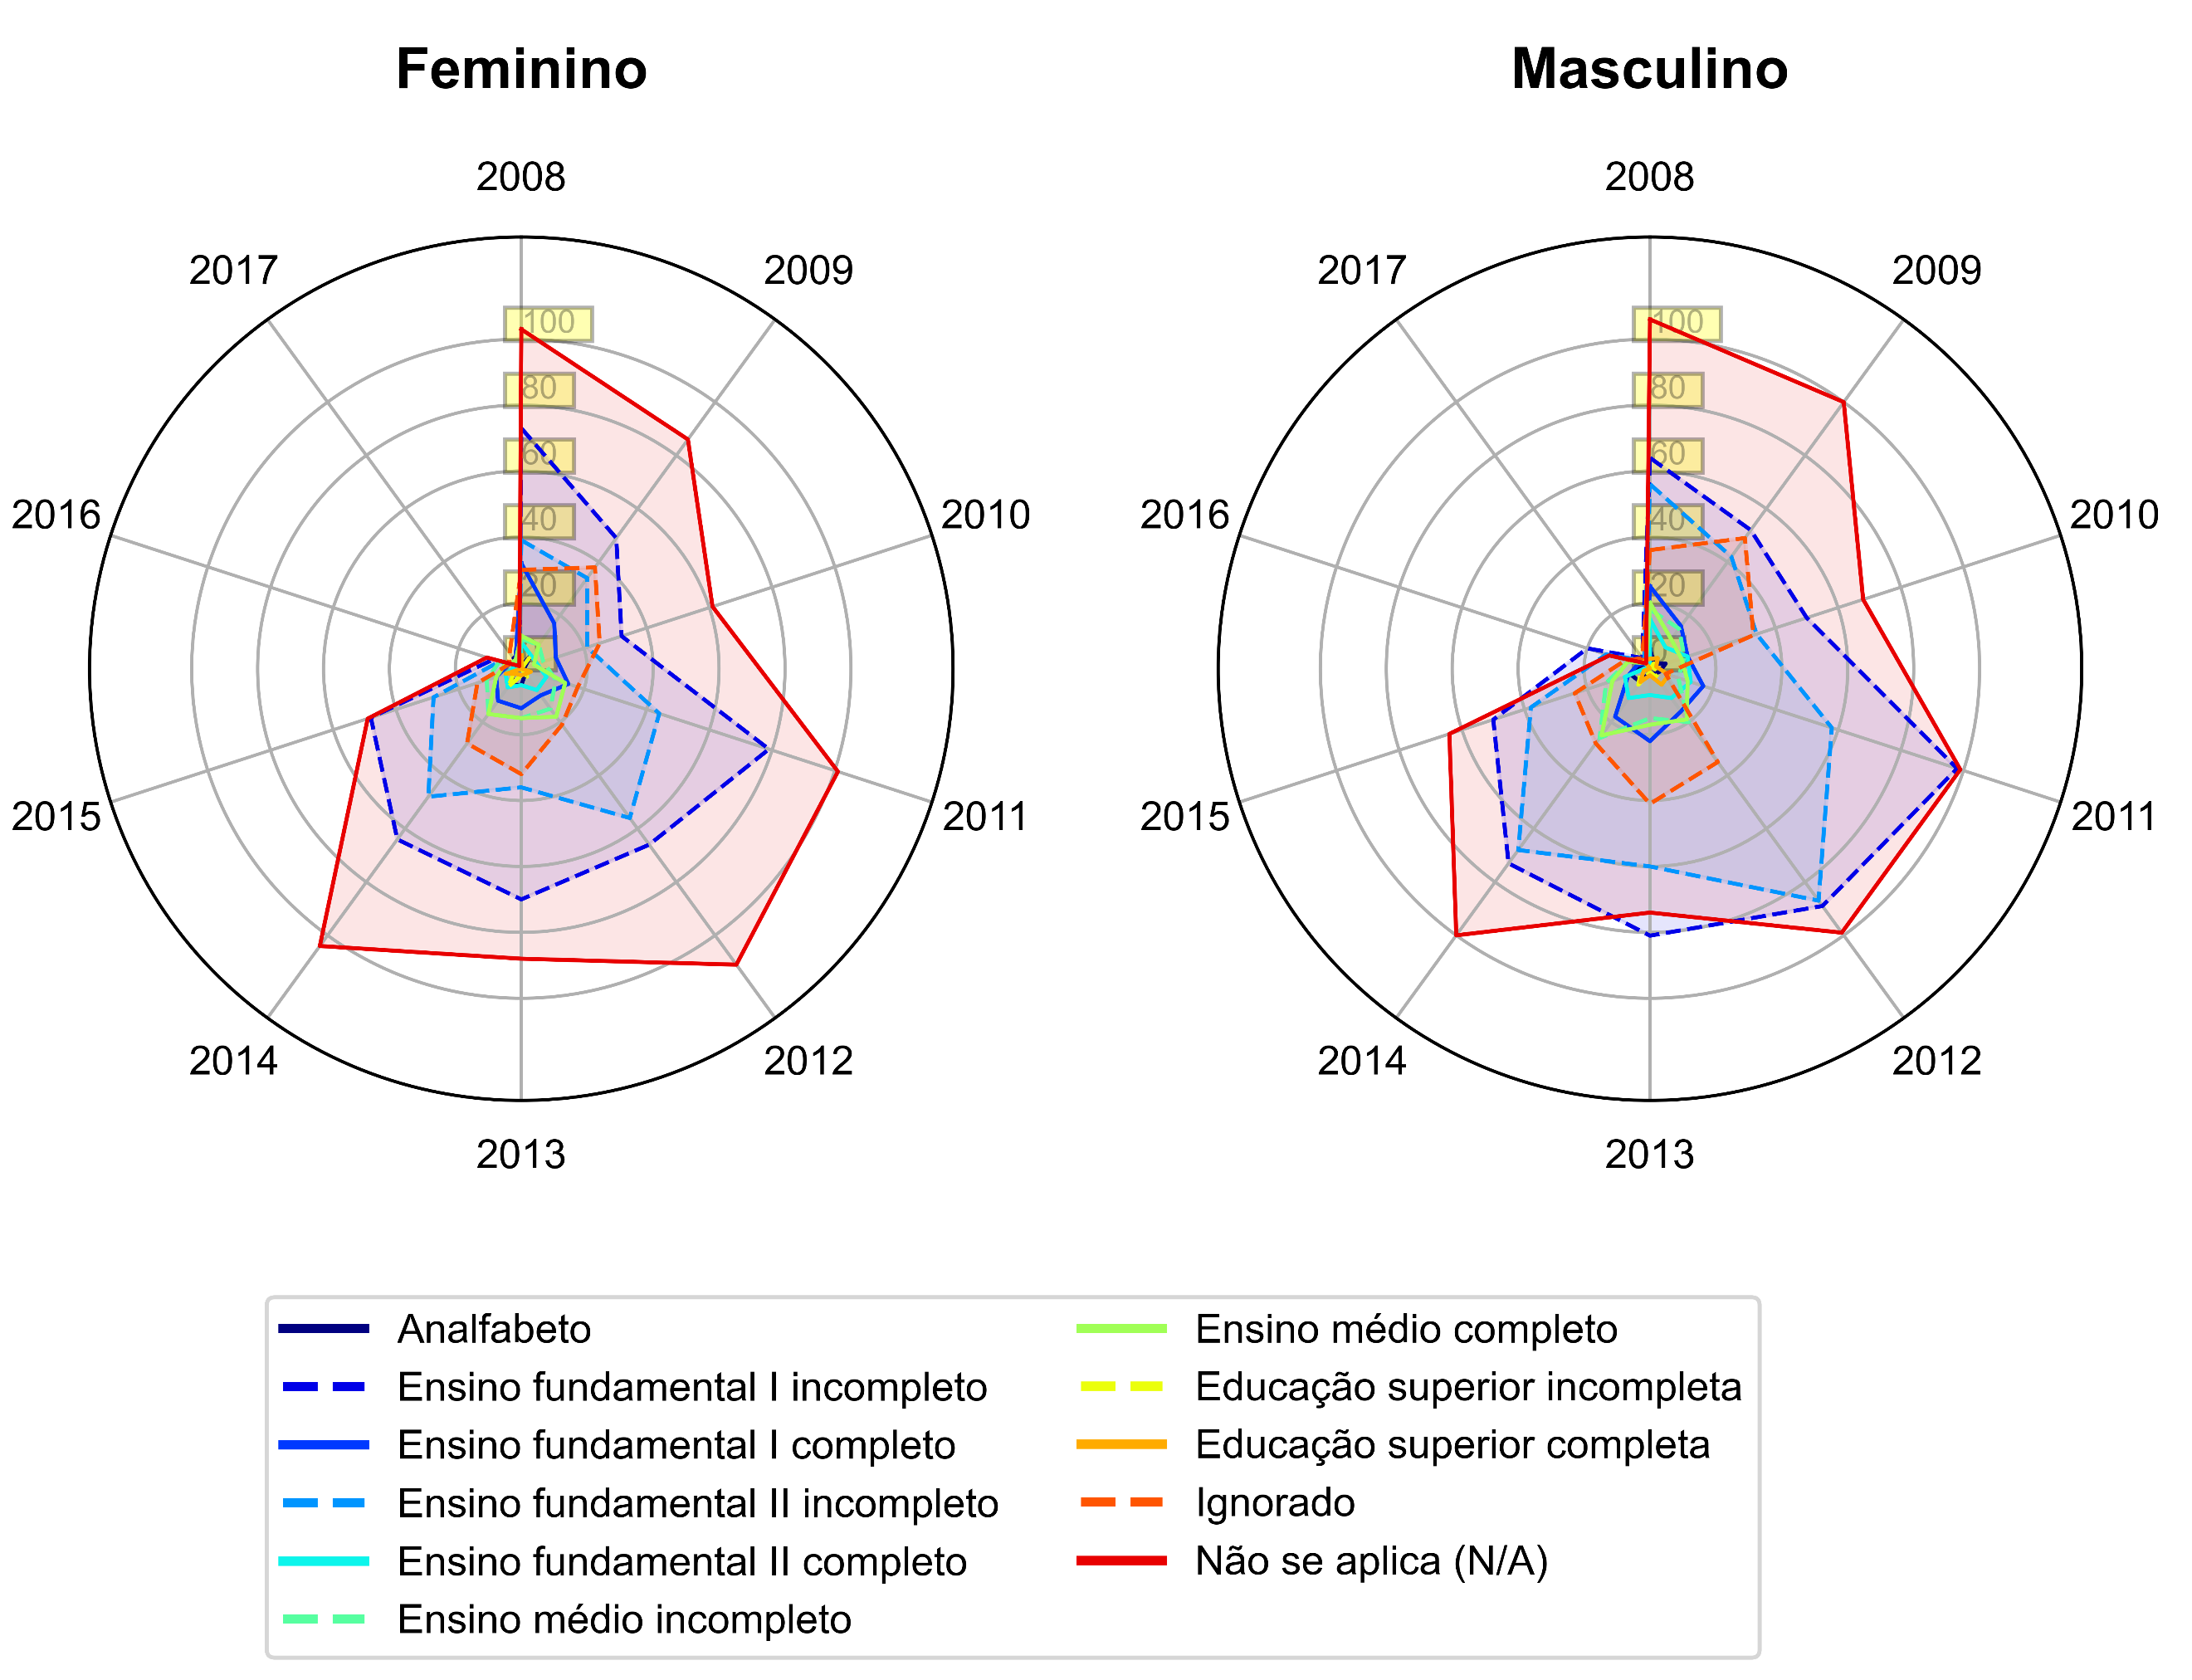 Feminino
2008
2009
2010
2011
2012
2013
2014
2015
2016
2017
100
80
60
40
20
0
Masculino
2008
2009
2010
2011
2012
2013
2014
2015
2016
2017
100
80
60
40
20
0
Analfabeto
Ensino fundamental I incompleto
Ensino fundamental I completo
Ensino fundamental II incompleto
Ensino fundamental II completo
Ensino médio incompleto
Ensino médio completo
Educação superior incompleta
Educação superior completa
Ignorado
Não se aplica (N/A)